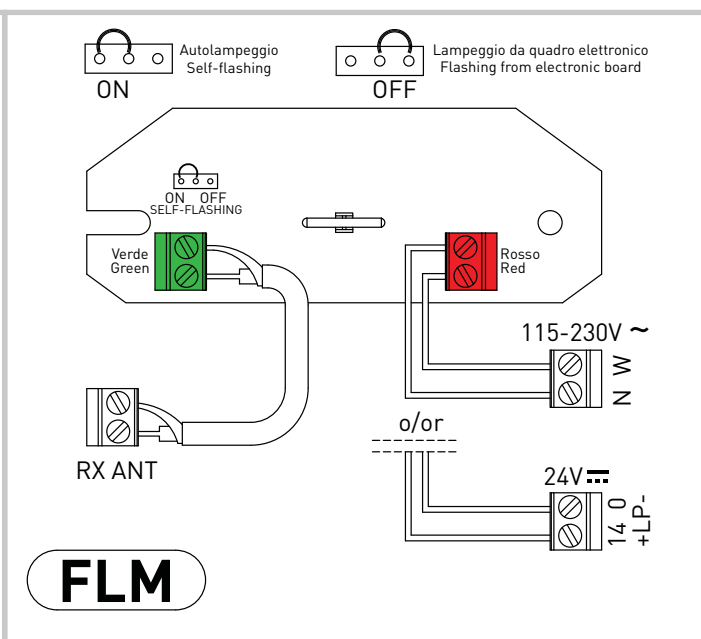 Autolampeggio
Self-flashing
ON
Lampeggio da quadro elettronico
Flashing from electronic board
OFF
ON OFF
SELF-FLASHING
Verde
Green
Rosso
Red
115-230V ~
N W
RX ANT
o/or
24V
14 0
+LP-
FLM